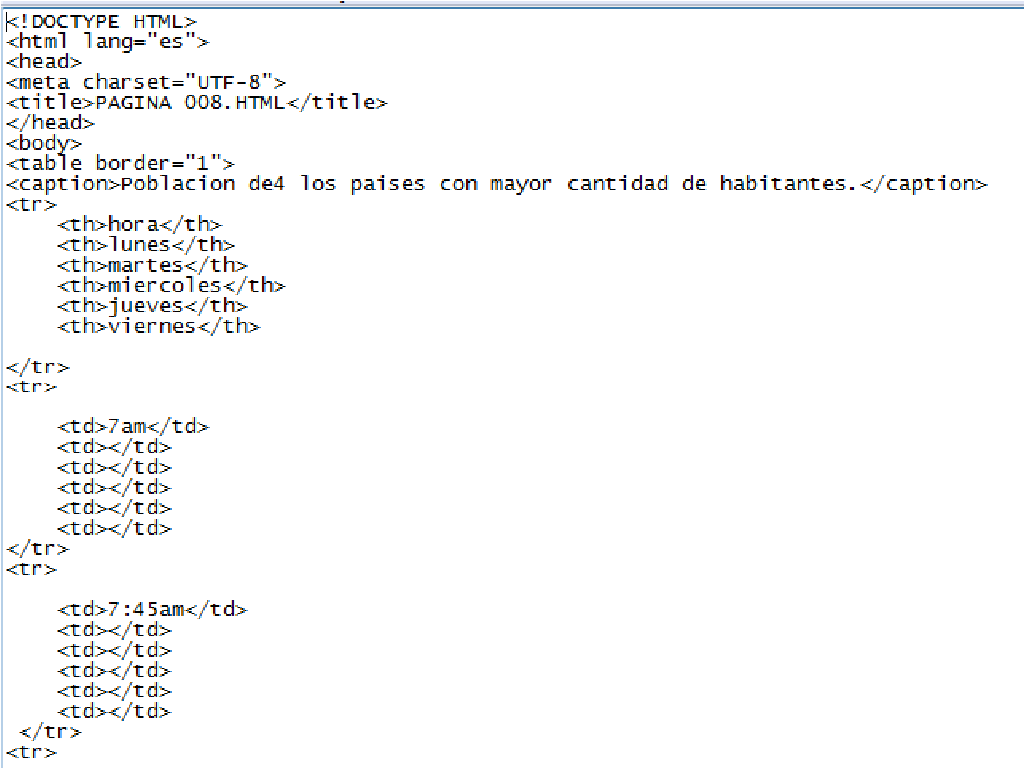 <!DOCTYPE HTML>
<html lang="es">
<head>
<meta charset="UTF-8">
<title>PAGINA 008.HTML</title>
</head>
<body>
<table border="1">
<caption>Poblacion de4 los paises con mayor cantidad de habitantes.</caption>
<tr>
<th>hora</th>
<th>lunes</th>
<th>martes</th>
<th>miercoles</th>
<th>jueves</th>
<th>viernes</th>
</tr>
<tr>
<td>7am</td>
<td></td>
<td></td>
<td></td>
<td></td>
<td></td>
</tr>
<tr>
<td>7:45am</td>
<td></td>
<td></td>
<td></td>
<td></td>
<td></td>
</tr>
<tr>